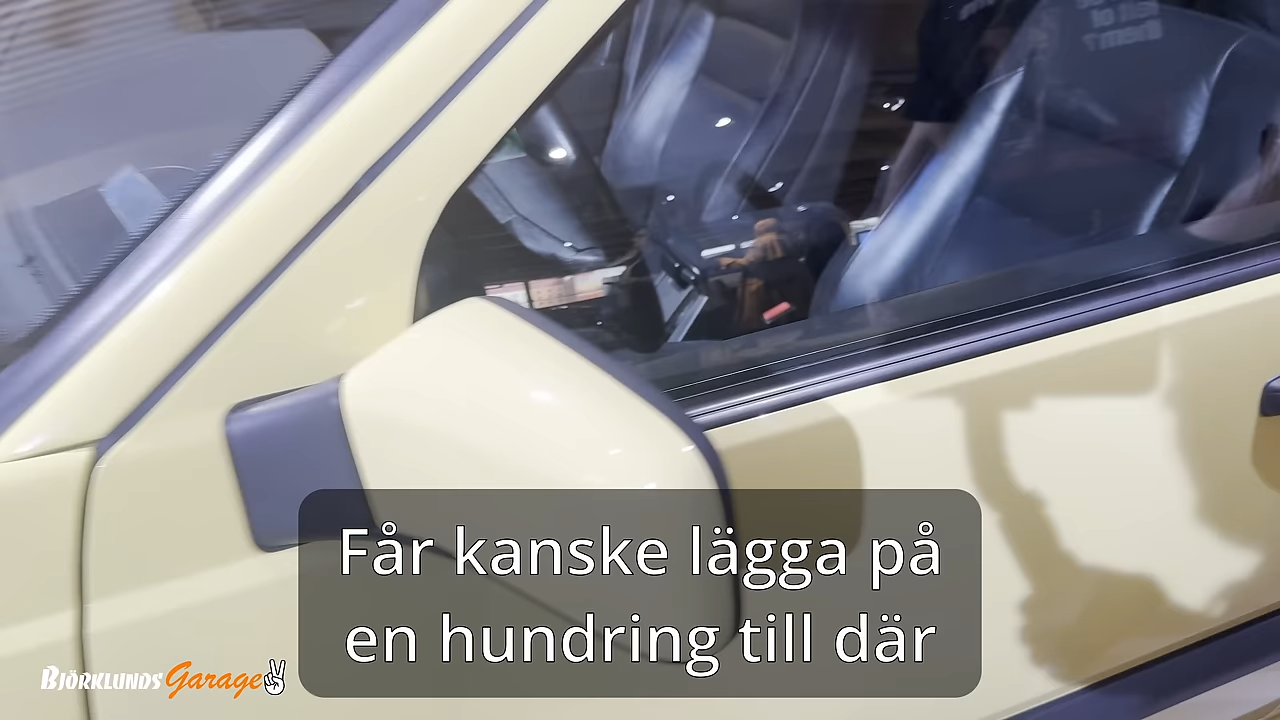 Får kanske lägga på
en hundring till där
BJÖRKLUNDS Garage